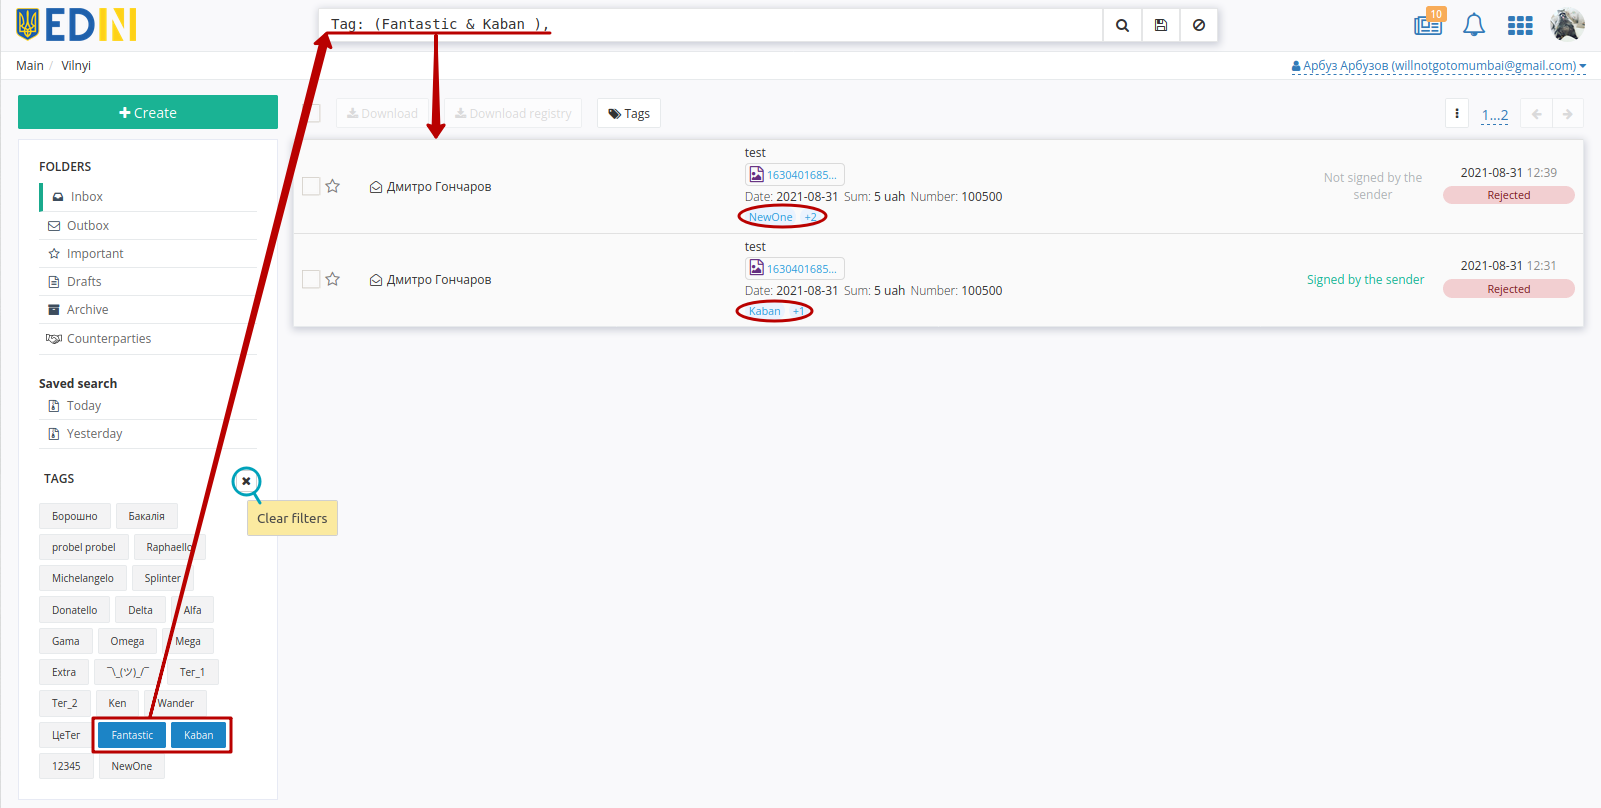 EDIN
Tag: (Fantastic & Kaban ),
10
Main / Vilnyi
Арбуз Арбузов (willnotgotomumbai@gmail.com)
+ Create
Download
Download registry
Tags
1...2
FOLDERS
Inbox
Outbox
Important
Drafts
Archive
Counterparties
Saved search
Today
Yesterday
TAGS
Clear filters
Борошно
Бакалія
probel probel
Raphaello
Michelangelo
Splinter
Donatello
Delta
Alfa
Gama
Omega
Mega
Extra
¯\_(ツ)_/¯
Тег_1
Тег_2
Ken
Wander
ЦеТег
Fantastic
Kaban
12345
NewOne
test
1630401685...
Дмитро Гончаров
Date: 2021-08-31 Sum: 5 uah Number: 100500
NewOne +2
Not signed by the
sender
2021-08-31 12:39
Rejected
test
1630401685...
Дмитро Гончаров
Date: 2021-08-31 Sum: 5 uah Number: 100500
Kaban +1
Signed by the sender
2021-08-31 12:31
Rejected